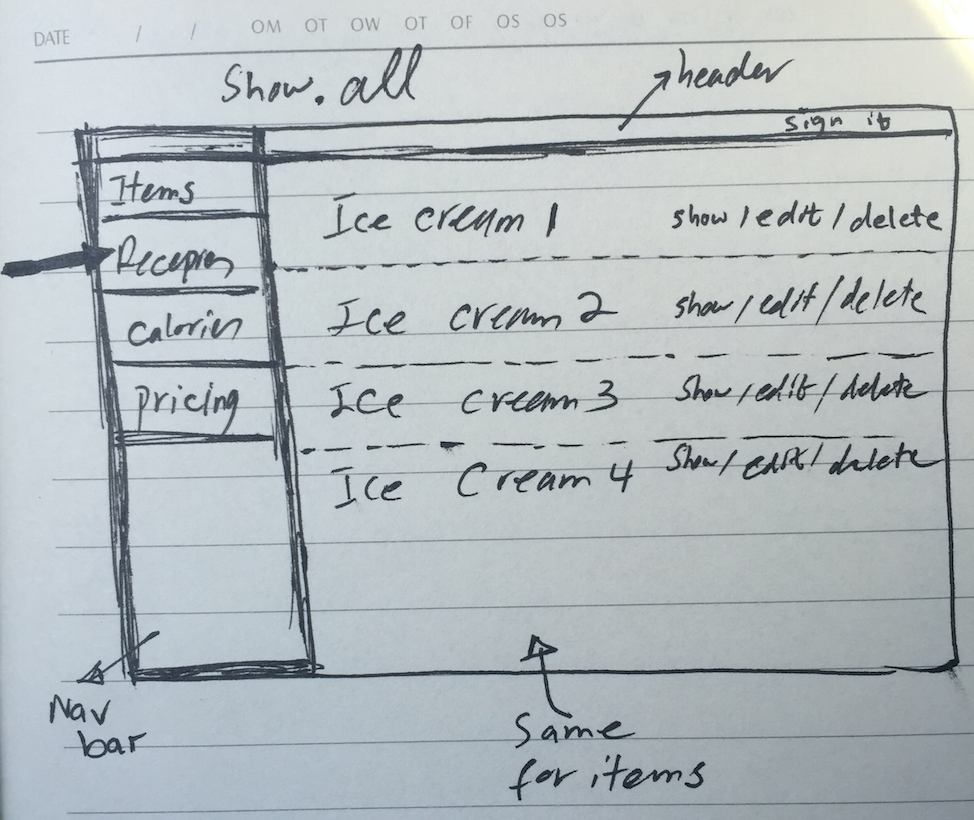 DATE / / OM OT OW OT OF OS OS
Show.all
header
Sign it
Items
Ice cream 1 show/edit/delete
Ice cream 2 show/edit/delete
calories
Ice cream 3 show/edit/delete
pricing
Ice Cream 4 Show/edit/delete
Nav
bar
Same
for items